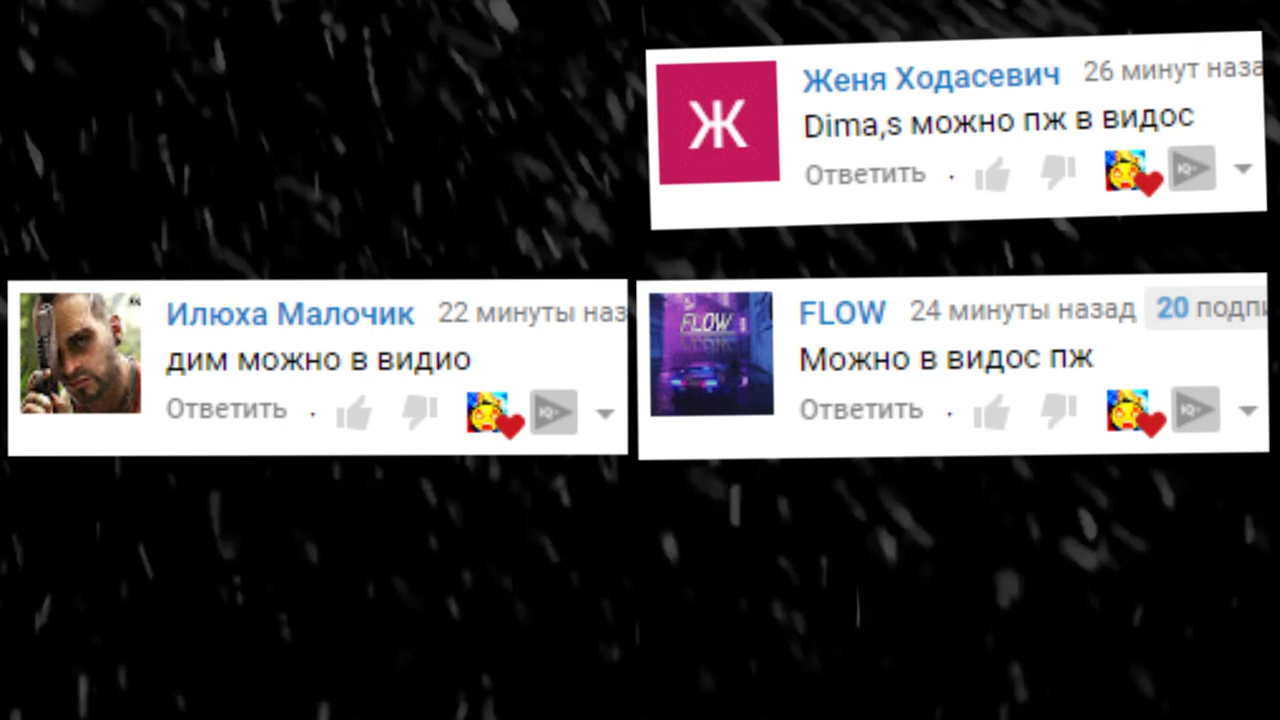 Женя Ходасевич 26 минут наза
Dima,s можно пж в видос
Ответить
Ж
Илюха Малочик 22 минуты наз
дим можно в видио
Ответить
FLOW 24 минуты назад 20 подпи
Можно в видос пж
Ответить
FLOW